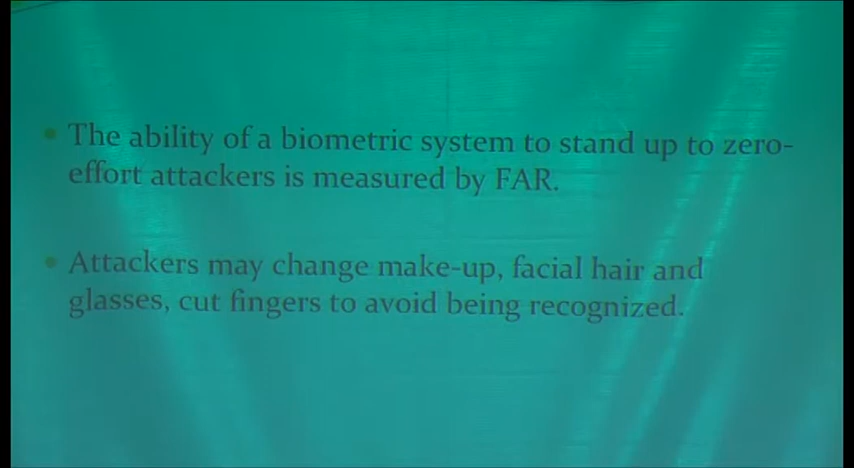 • The ability of a biometric system to stand up to zero-
effort attackers is measured by FAR.
• Attackers may change make-up, facial hair and
glasses, cut fingers to avoid being recognized.